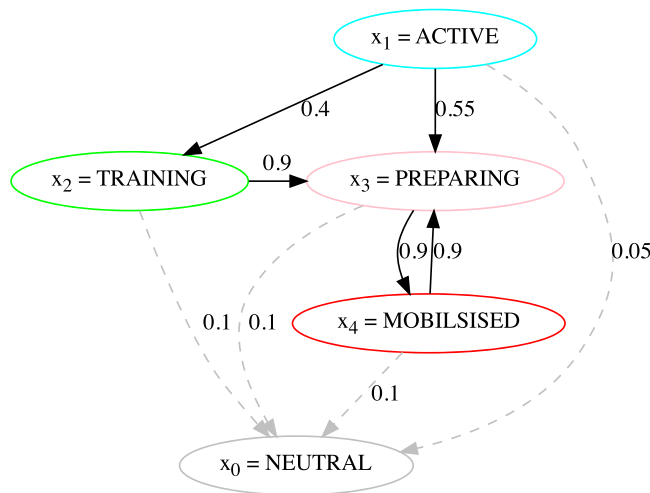 x₁ = ACTIVE
0.4
0.55
0.9
x₂ = TRAINING
x₃ = PREPARING
0.9
0.9
0.05
0.1
0.1
x₄ = MOBILSISED
0.1
x₀ = NEUTRAL